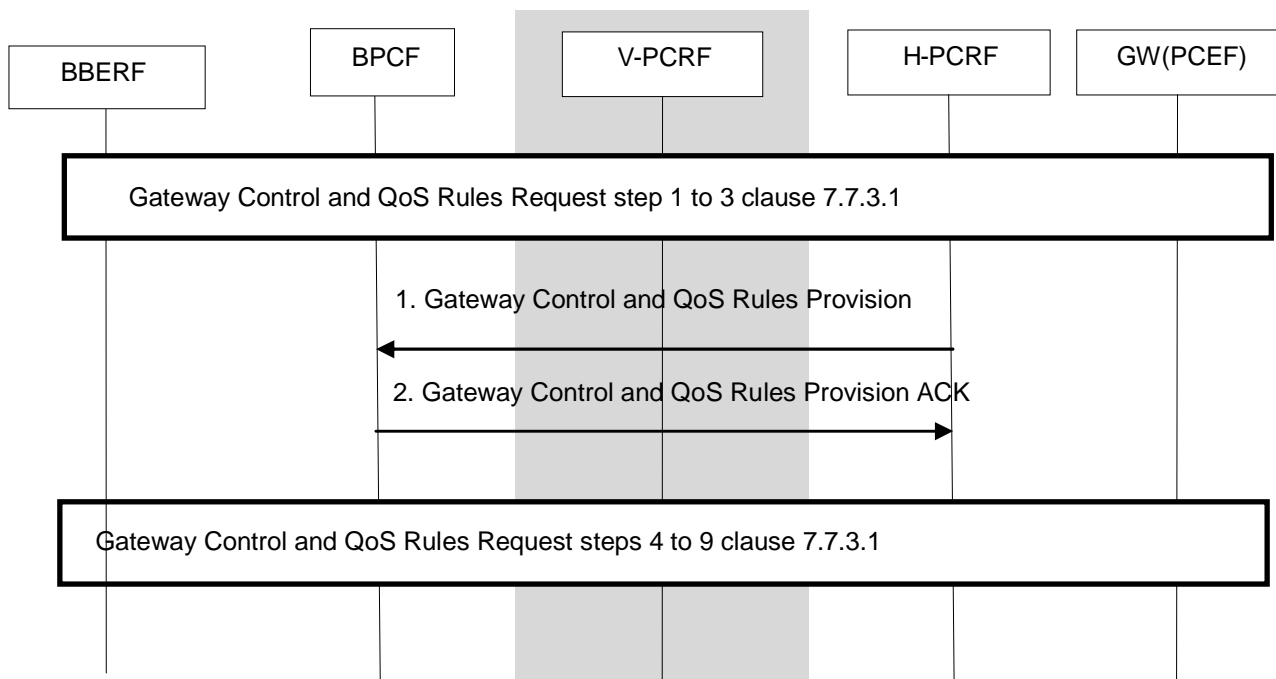 BBERF
BPCF
V-PCRF
H-PCRF
GW(PCEF)
Gateway Control and QoS Rules Request step 1 to 3 clause 7.7.3.1
1. Gateway Control and QoS Rules Provision
2. Gateway Control and QoS Rules Provision ACK
Gateway Control and QoS Rules Request steps 4 to 9 clause 7.7.3.1